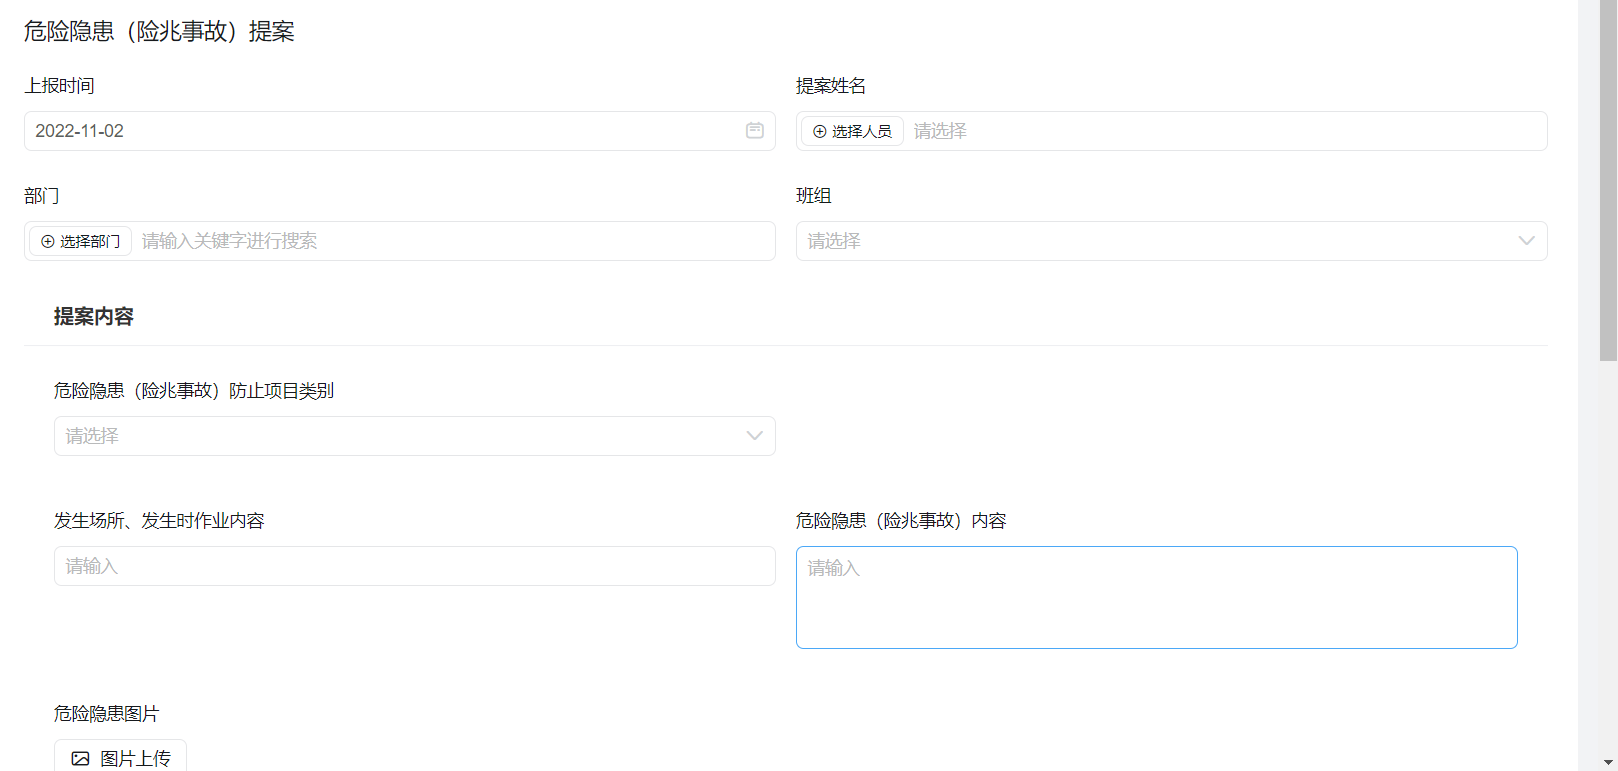 危险隐患（险兆事故）提案
上报时间
提案姓名
2022-11-02
选择人员 请选择
部门
班组
选择部门 请输入关键字进行搜索
请选择
提案内容
危险隐患（险兆事故）防止项目类别
请选择
发生场所、发生时作业内容
危险隐患（险兆事故）内容
请输入
请输入
危险隐患图片
图片上传